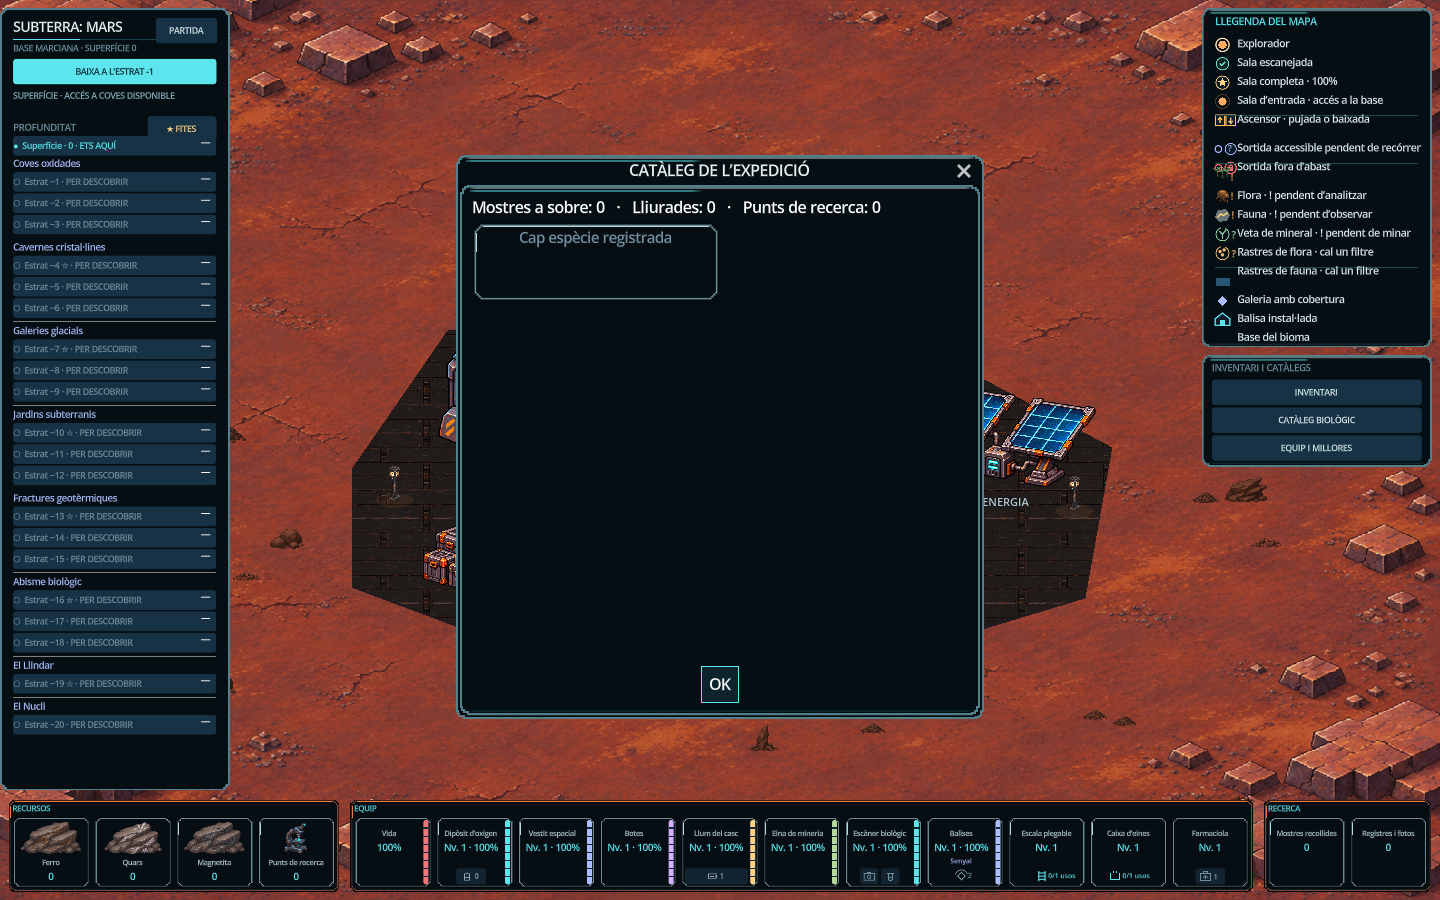 SUBTERRA: MARS
PARTIDA
BASE MARCIANA · SUPERFÍCIE 0
BAIXA A L'ESTRAT -1
SUPERFÍCIE · ACCÉS A COVES DISPONIBLE
PROFUNDITAT
★ FITES
Superfície · 0 · ETS AQUÍ —
Coves oxidades
Estrat −1 · PER DESCOBRIR —
Estrat −2 · PER DESCOBRIR —
Estrat −3 · PER DESCOBRIR —
Cavernes cristal·lines
Estrat −4 ☆ · PER DESCOBRIR —
Estrat −5 · PER DESCOBRIR —
Estrat −6 · PER DESCOBRIR —
Galeries glacials
Estrat −7 ☆ · PER DESCOBRIR —
Estrat −8 · PER DESCOBRIR —
Estrat −9 · PER DESCOBRIR —
Jardins subterranis
Estrat −10 ☆ · PER DESCOBRIR —
Estrat −11 · PER DESCOBRIR —
Estrat −12 · PER DESCOBRIR —
Fractures geotèrmiques
Estrat −13 ☆ · PER DESCOBRIR —
Estrat −14 · PER DESCOBRIR —
Estrat −15 · PER DESCOBRIR —
Abisme biològic
Estrat −16 ☆ · PER DESCOBRIR —
Estrat −17 · PER DESCOBRIR —
Estrat −18 · PER DESCOBRIR —
El Llindar
Estrat −19 ☆ · PER DESCOBRIR —
El Nucli
Estrat −20 · PER DESCOBRIR —
CATÀLEG DE L'EXPEDICIÓ
Mostres a sobre: 0 · Lliurades: 0 · Punts de recerca: 0
Cap espècie registrada
OK
ENERGIA
LLEGENDA DEL MAPA
Explorador
Sala escanejada
Sala completa · 100%
Sala d'entrada · accés a la base
Ascensor · pujada o baixada
Sortida accessible pendent de recórrer
Sortida fora d'abast
Flora · ! pendent d'analitzar
Fauna · ! pendent d'observar
Veta de mineral · ! pendent de minar
Rastres de flora · cal un filtre
Rastres de fauna · cal un filtre
Galeria amb cobertura
Balisa instal·lada
Base del bioma
INVENTARI I CATÀLEGS
INVENTARI
CATÀLEG BIOLÒGIC
EQUIP I MILLORES
RECURSOS
Ferro
0
Quars
0
Magnetita
0
Punts de recerca
0
EQUIP
Vida
100%
Dipòsit d'oxigen
Nv. 1 · 100%
0
Vestit espacial
Nv. 1 · 100%
Botes
Nv. 1 · 100%
Llum del casc
Nv. 1 · 100%
1
Eina de mineria
Nv. 1 · 100%
Escàner biològic
Nv. 1 · 100%
Balises
Nv. 1 · 100%
Senyal
2
Escala plegable
Nv. 1
0/1 usos
Caixa d'eines
Nv. 1
0/1 usos
Farmaciola
Nv. 1
1
RECERCA
Mostres recollides
0
Registres i fotos
0